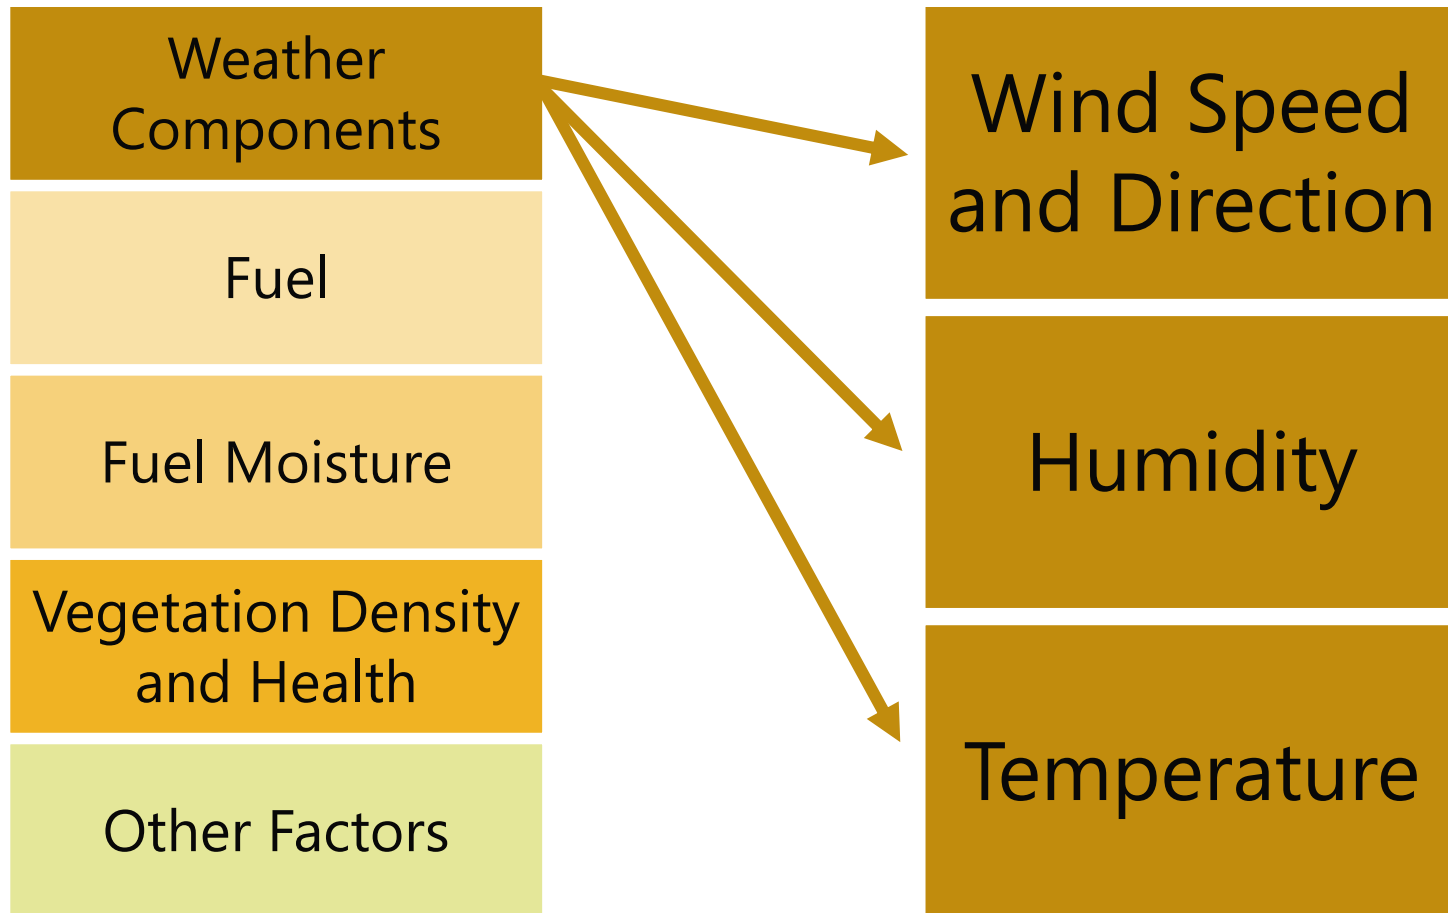 Weather
Components
Fuel
Fuel Moisture
Vegetation Density
and Health
Other Factors
Wind Speed
and Direction
Humidity
Temperature